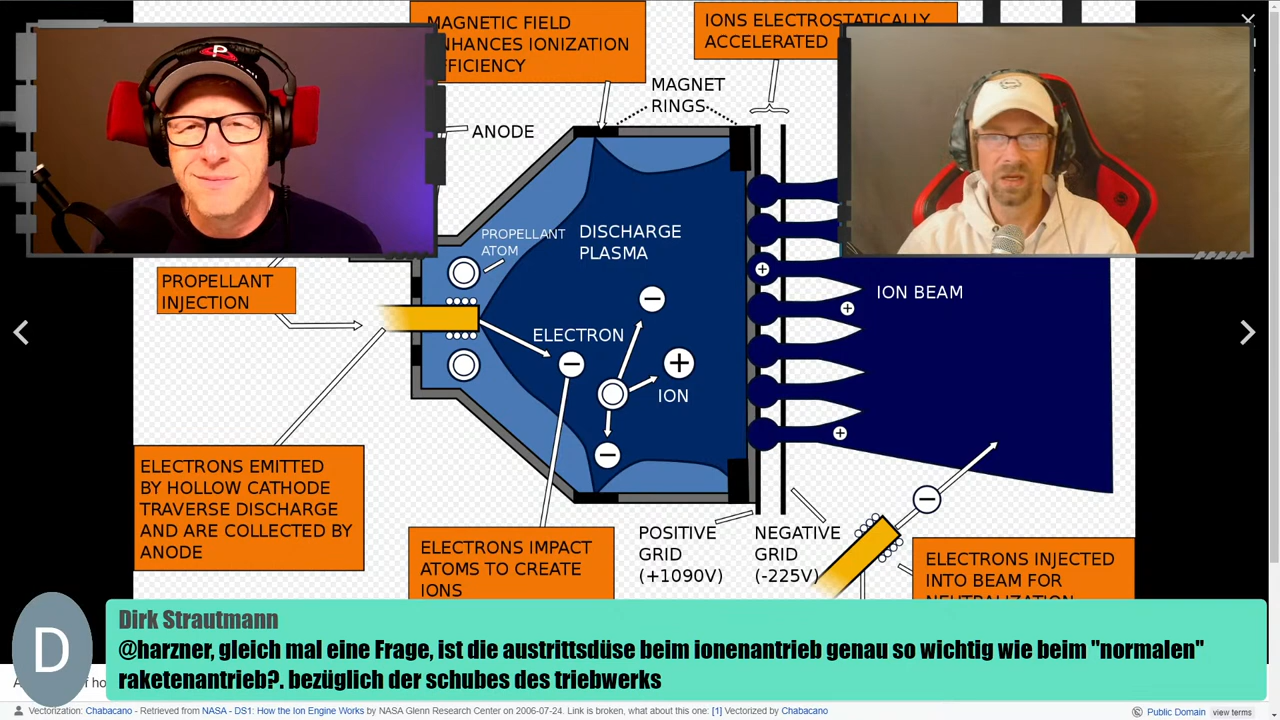 MAGNETIC FIELD
NHANCES IONIZATION
FFICIENCY
IONS ELECTROSTATICALLY
ACCELERATED
MAGNET
RINGS
ANODE
PROPELLANT
ATOM
DISCHARGE
PLASMA
PROPELLANT
INJECTION
ION BEAM
ELECTRON
ION
ELECTRONS EMITTED
BY HOLLOW CATHODE
TRAVERSE DISCHARGE
AND ARE COLLECTED BY
ANODE
ELECTRONS IMPACT
ATOMS TO CREATE
IONS
POSITIVE
GRID
(+1090V)
NEGATIVE
GRID
(-225V)
ELECTRONS INJECTED
INTO BEAM FOR
NEUTRALIZATION
D
Dirk Strautmann
@harzner, gleich mal eine Frage, ist die austrittsdüse beim ionenantrieb genau so wichtig wie beim "normalen"
raketenantrieb?. bezüglich der schubes des triebwerks
Vectorization: Chabacano - Retrieved from NASA - DS1: How the Ion Engine Works by NASA Glenn Research Center on 2006-07-24. Link is broken, what about this one: [1] Vectorized by Chabacano
Public Domain view terms